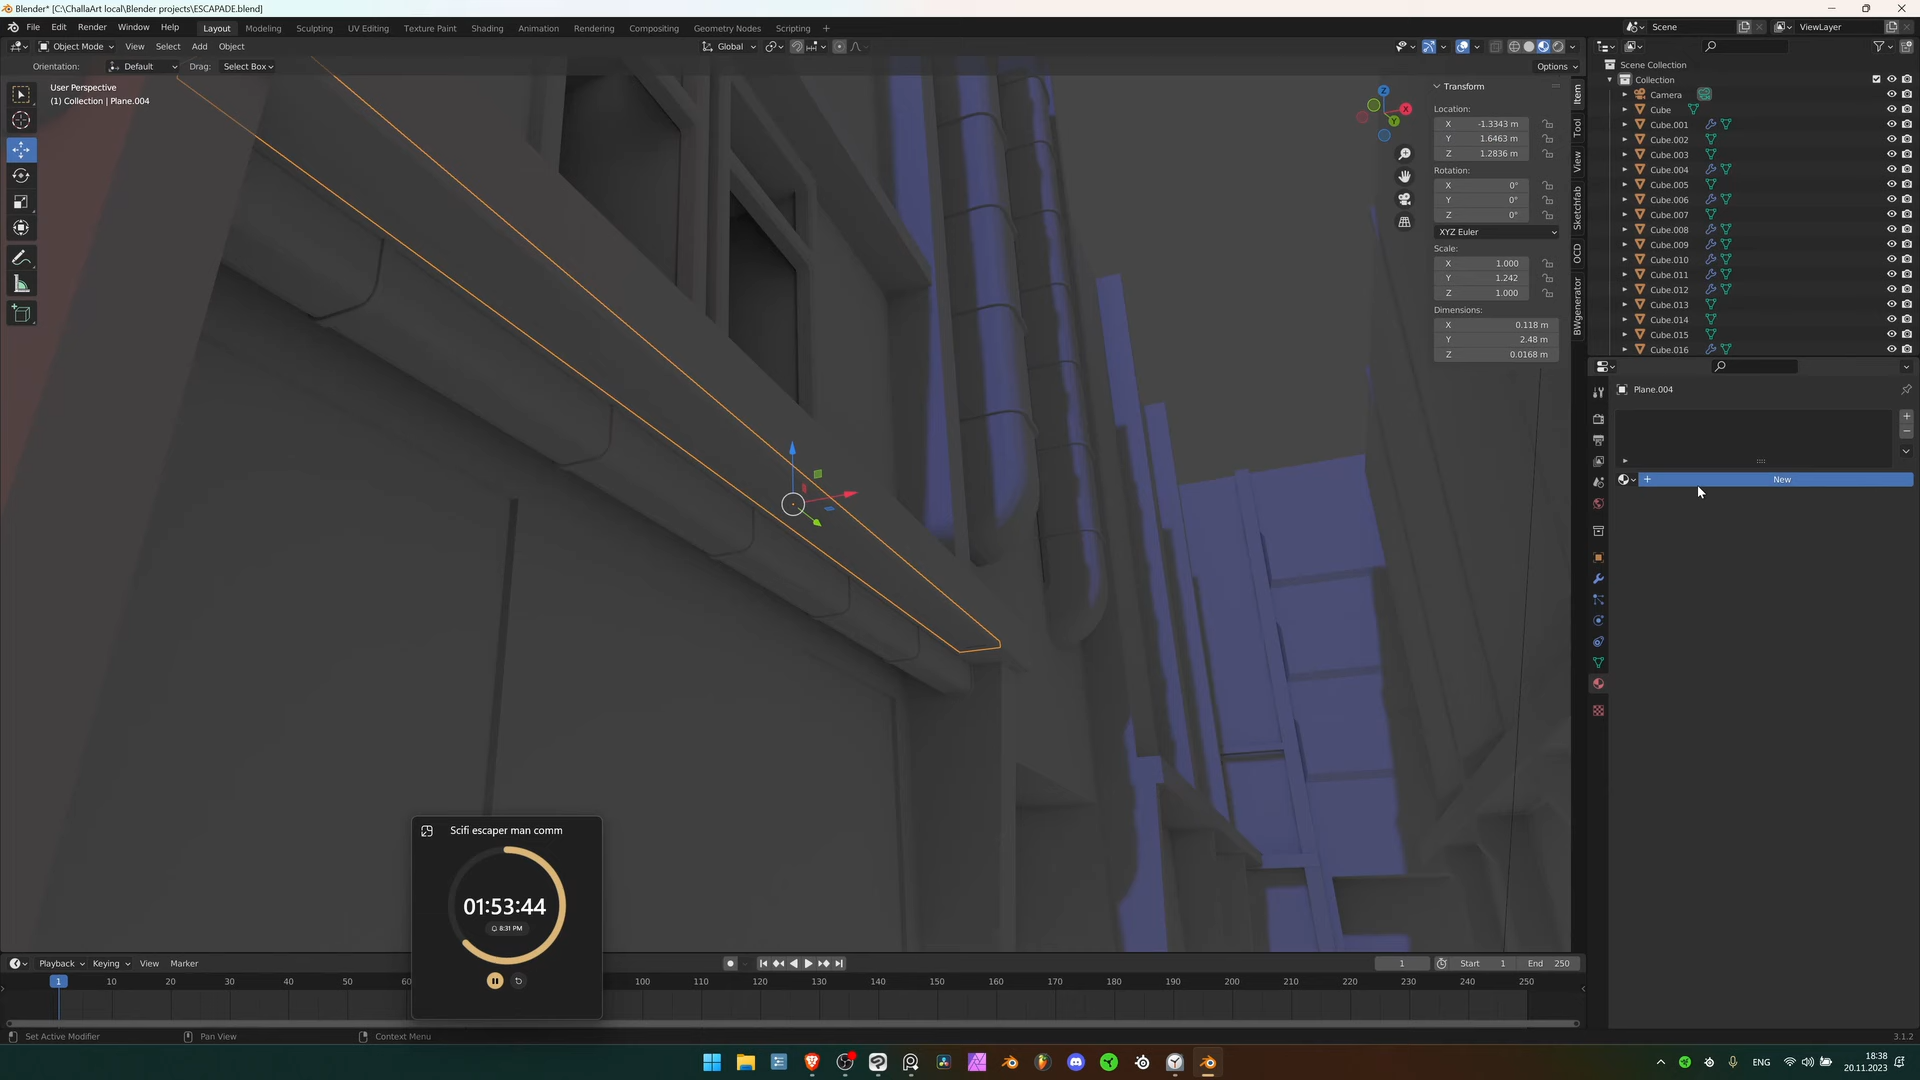 Blender* [C:\ChallaArt local\Blender projects\ESCAPADE.blend]
File Edit Render Window Help Layout Modeling Sculpting UV Editing Texture Paint Shading Animation Rendering Compositing Geometry Nodes Scripting + Scene ViewLayer
Object Mode View Select Add Object Global
Orientation: Default Drag: Select Box Options
User Perspective
(1) Collection | Plane.004
Z
X
Y
Transform
Location:
X -1.3343 m
Y 1.6463 m
Z 1.2836 m
Rotation:
X 0°
Y 0°
Z 0°
XYZ Euler
Scale:
X 1.000
Y 1.242
Z 1.000
Dimensions:
X 0.118 m
Y 2.48 m
Z 0.0168 m
Item
Tool
View
Sketchfab
OCD
BWgenerator
Scene Collection
Collection
Camera
Cube
Cube.001
Cube.002
Cube.003
Cube.004
Cube.005
Cube.006
Cube.007
Cube.008
Cube.009
Cube.010
Cube.011
Cube.012
Cube.013
Cube.014
Cube.015
Cube.016
Plane.004
New
Scifi escaper man comm
01:53:44
8:31 PM
Playback Keying View Marker
1 Start 1 End 250
1 10 20 30 40 50 60 100 110 120 130 140 150 160 170 180 190 200 210 220 230 240 250
Set Active Modifier Pan View Context Menu 3.1.2
ENG
18:38
20.11.2023